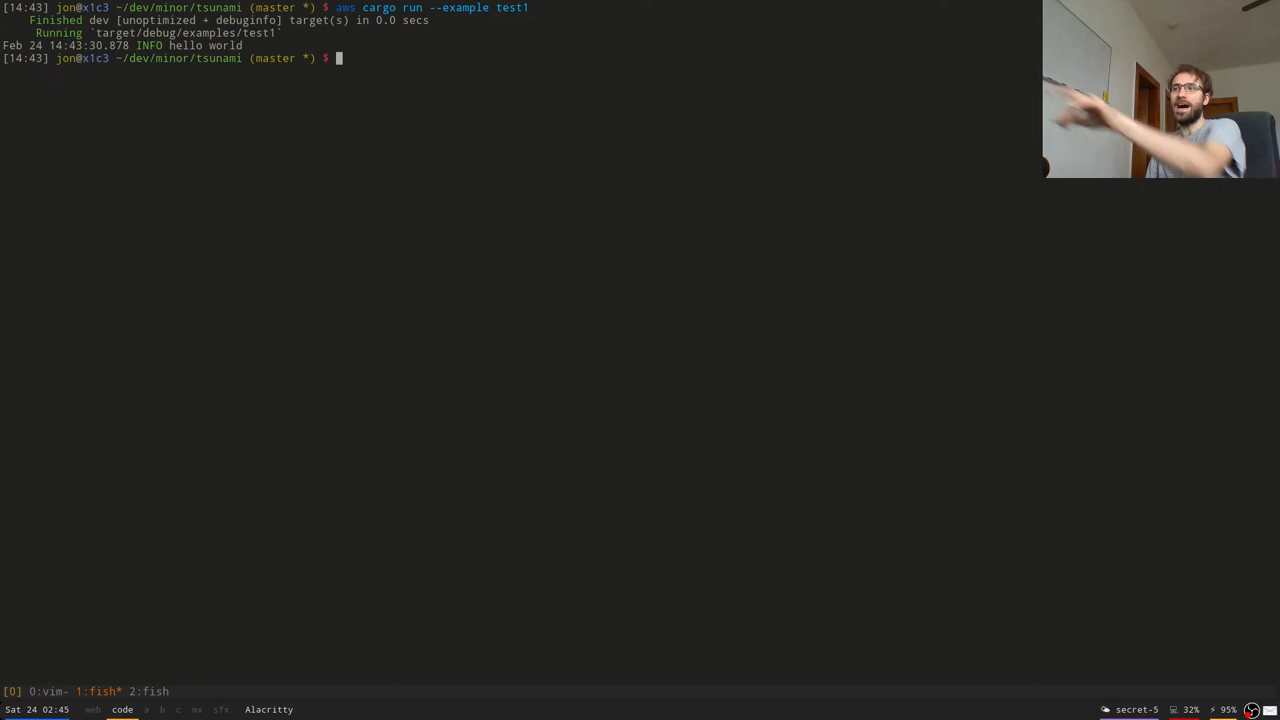 [14:43] jon@x1c3 ~/dev/minor/tsunami (master *) $ aws cargo run --example test1
Finished dev [unoptimized + debuginfo] target(s) in 0.0 secs
Running `target/debug/examples/test1`
Feb 24 14:43:30.878 INFO hello world
[14:43] jon@x1c3 ~/dev/minor/tsunami (master *) $
[0] 0:vim- 1:fish* 2:fish
Sat 24 02:45 web code a b c mx sfx Alacritty secret-5 32% 95%